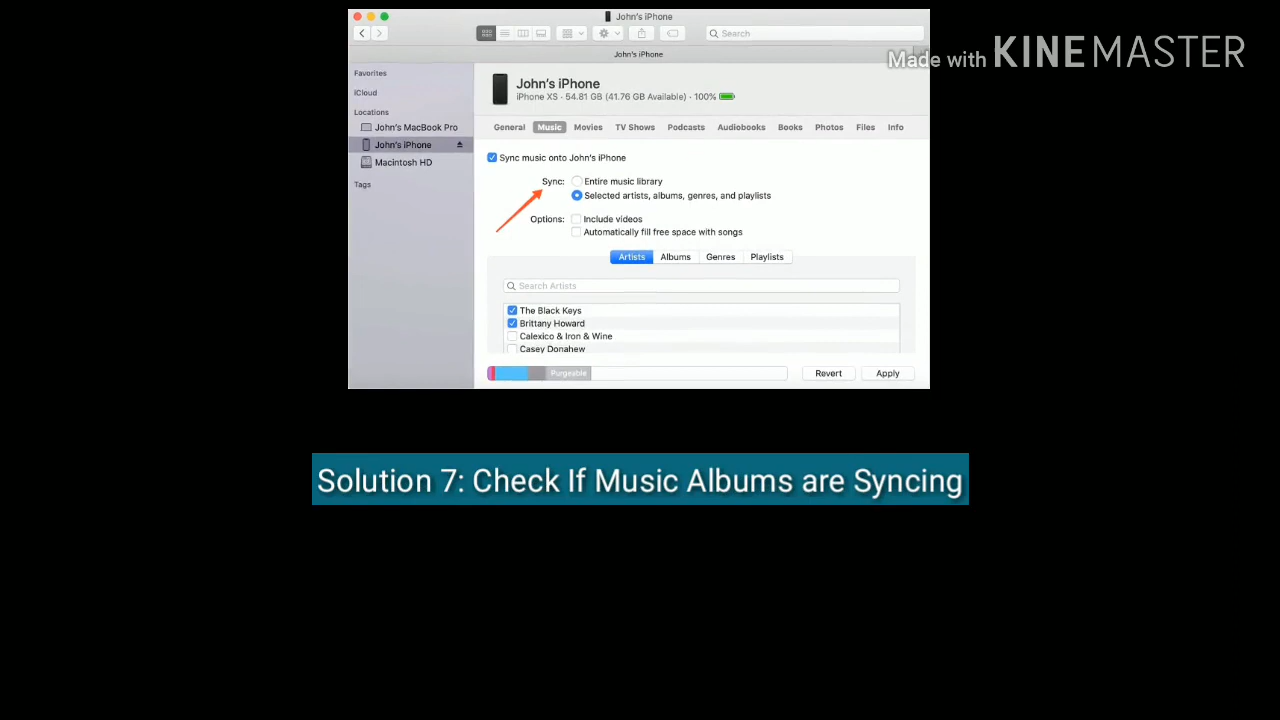 John's iPhone
Search
John's iPhone
Made with KINEMASTER
Favorites
iCloud
Locations
John's MacBook Pro
John's iPhone
Macintosh HD
Tags
John's iPhone
iPhone XS · 54.81 GB (41.76 GB Available) · 100%
General Music Movies TV Shows Podcasts Audiobooks Books Photos Files Info
Sync music onto John's iPhone
Sync: Entire music library
Selected artists, albums, genres, and playlists
Options: Include videos
Automatically fill free space with songs
Artists Albums Genres Playlists
Search Artists
The Black Keys
Brittany Howard
Calexico & Iron & Wine
Casey Donahew
Purgeable Revert Apply
Solution 7: Check If Music Albums are Syncing